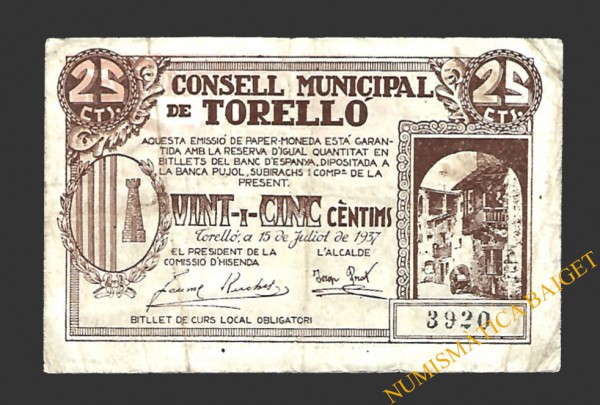 25 CTS.
25 CTS.
CONSELL MUNICIPAL
DE TORELLÓ
AQUESTA EMISSIÓ DE PAPER-MONEDA ESTÀ GARAN-
TIDA AMB LA RESERVA D'IGUAL QUANTITAT EN
BITLLETS DEL BANC D'ESPANYA, DIPOSITADA A
LA BANCA PUJOL, SUBIRACHS I COMPª DE LA
PRESENT.
VINT-I-CINC CÈNTIMS
Torelló, a 15 de Juliol de 1937
EL PRESIDENT DE LA
COMISSIÓ D'HISENDA
L'ALCALDE
Jaume
BITLLET DE CURS LOCAL OBLIGATORI
3920
NUMISMÀTICA BAIGET